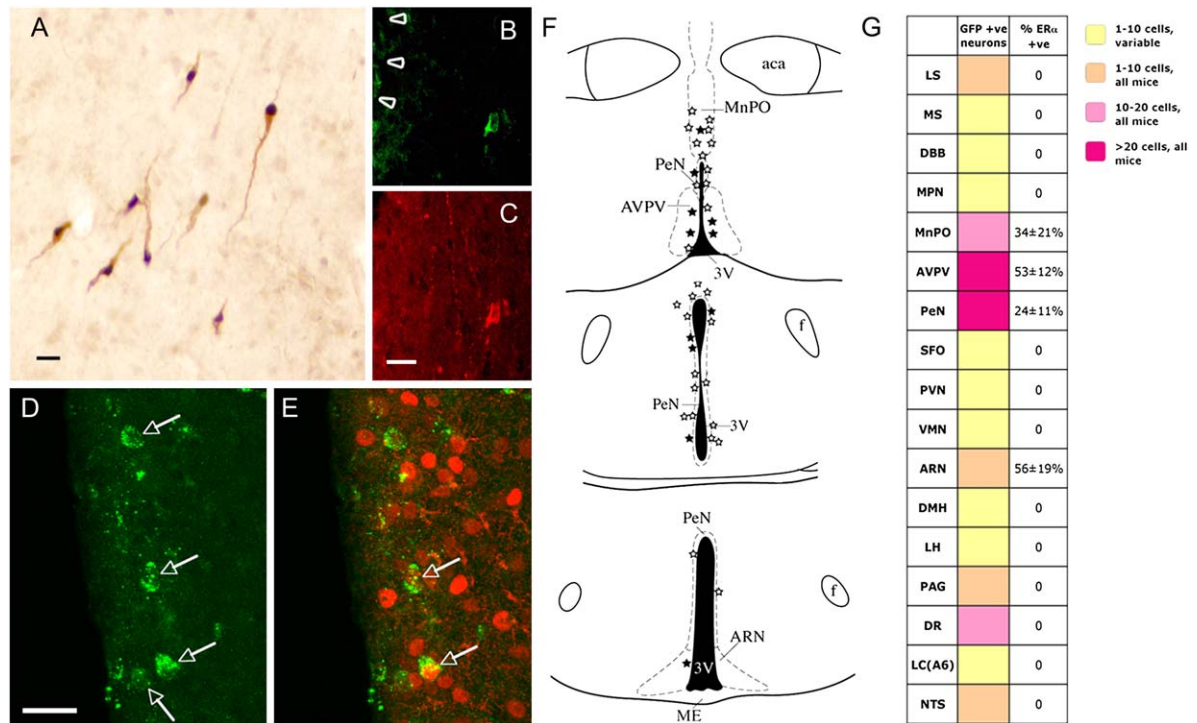 A
B
C
D
E
F
aca
MnPO
PeN
AVPV
3V
f
PeN
3V
PeN
f
ARN
3V
ME
G
GFP +ve neurons
% ERα +ve
LS 0
MS 0
DBB 0
MPN 0
MnPO 34±21%
AVPV 53±12%
PeN 24±11%
SFO 0
PVN 0
VMN 0
ARN 56±19%
DMH 0
LH 0
PAG 0
DR 0
LC(A6) 0
NTS 0
1-10 cells,
variable
1-10 cells,
all mice
10-20 cells,
all mice
>20 cells, all
mice